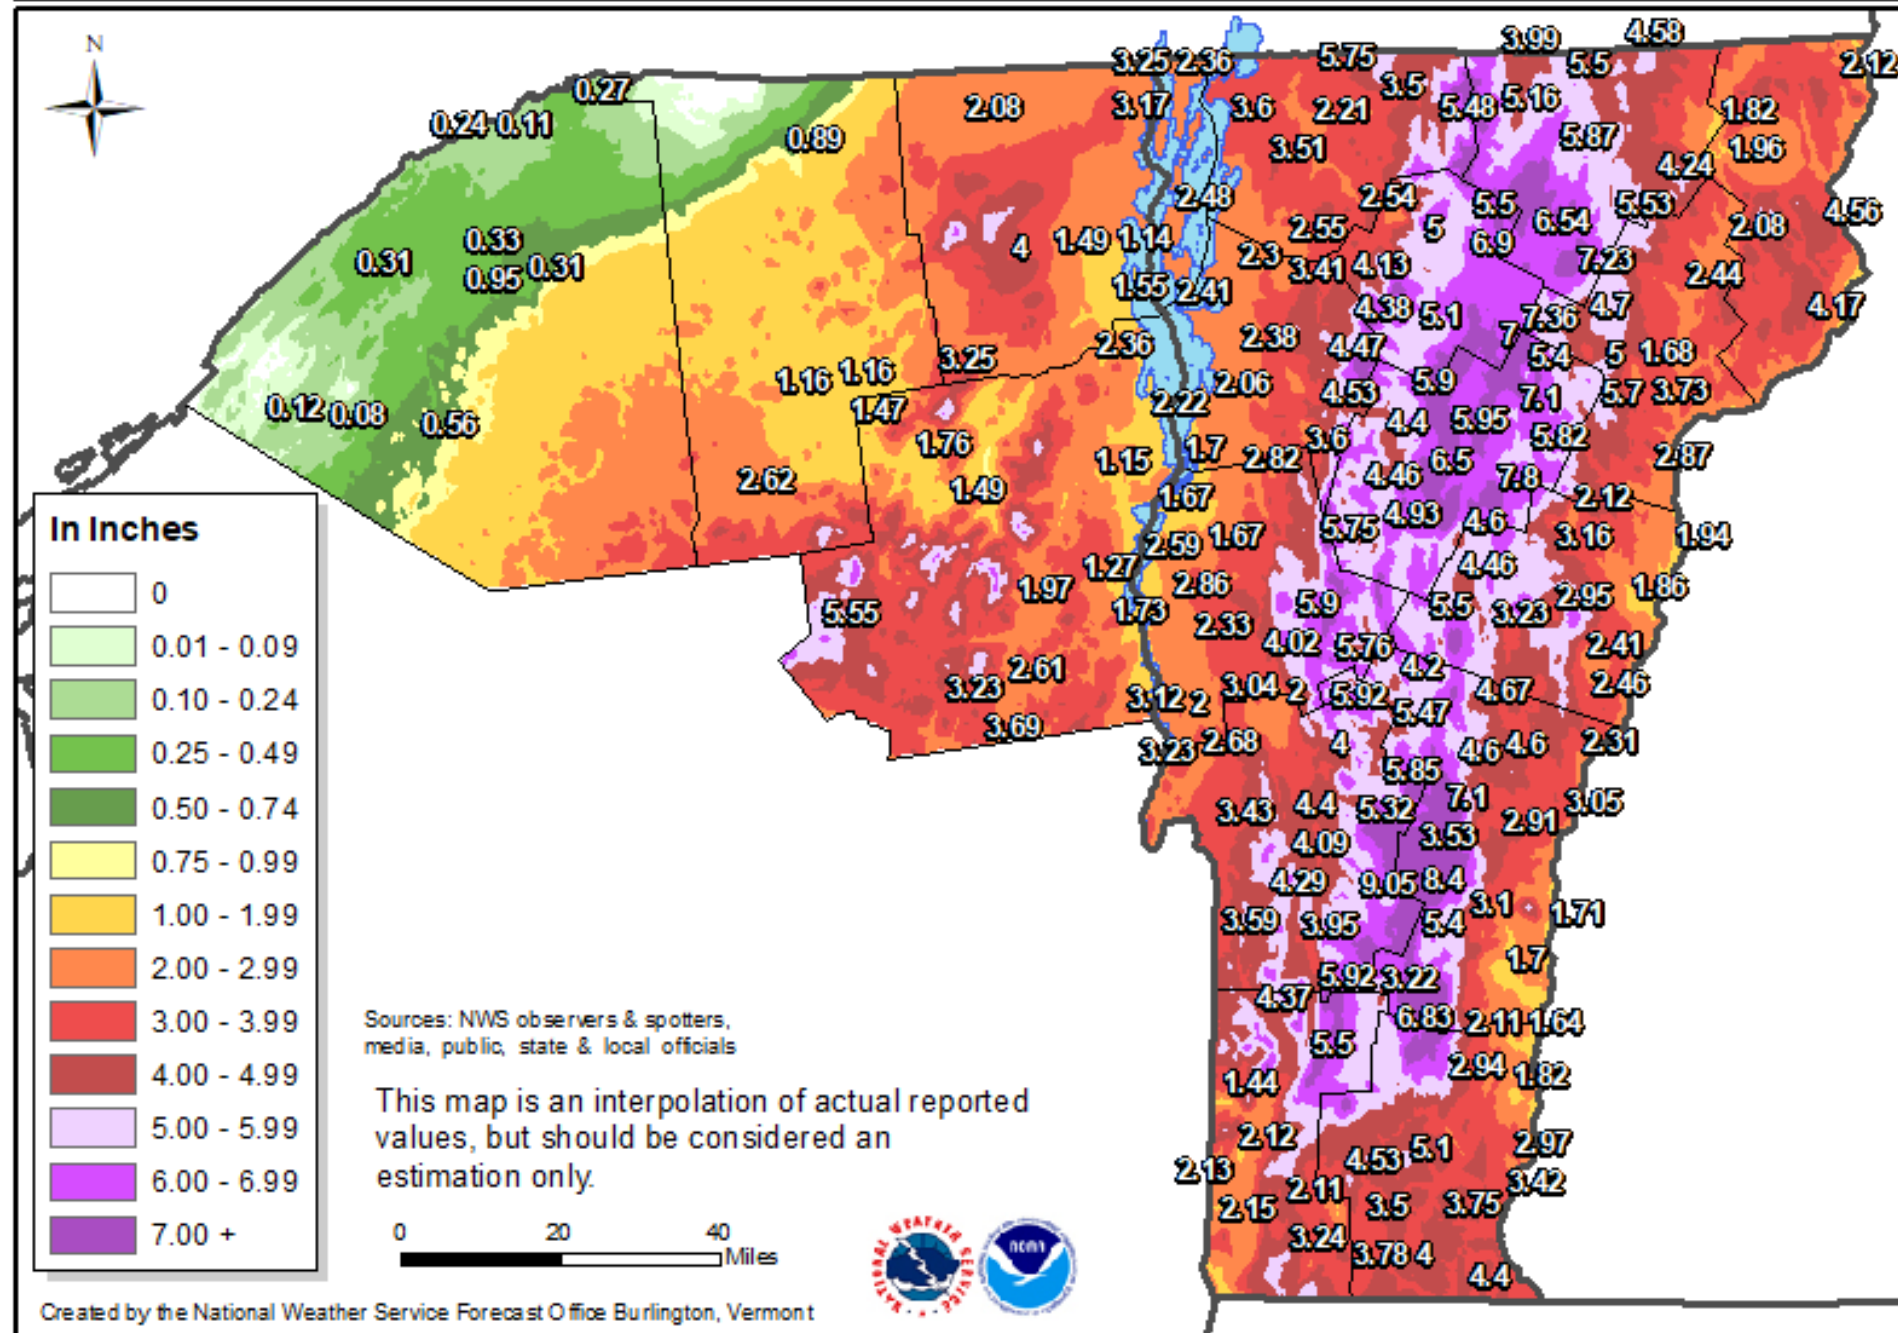 N
3.99 4.58
5.75 5.5
3.25 2.36 2.12
0.27 3.5
2.08 3.17 3.6 2.21 5.48 5.16 1.82
0.24 0.11
0.89 3.51 5.87 1.96
4.24
2.48 2.54 5.5 5.53 4.56
0.33 4 1.49 1.14 2.55 5 6.54 2.08
6.9
0.31 0.31 2.3 3.41 4.13 7.23
0.95 1.55 2.41 2.44
4.38 5.1 7.36 4.7 4.17
2.36 2.38 4.47 7
3.25 5.4 5 1.68
1.16 1.16 2.06 4.53 5.9 7.1 5.7 3.73
0.12 0.08 0.56 1.47 2.22 4.4 5.95
1.76 1.7 3.6 5.82
1.15 2.82 6.5 2.87
2.62 1.49 4.46 7.8
1.67 2.12
5.75 4.93 4.6
2.59 1.67 3.16 1.94
1.27 4.46
1.97 2.86 2.95 1.86
5.55 1.73 5.9 5.5 3.23
2.33 4.02 5.76 2.41
2.61 4.2
3.23 3.12 2 3.04 2 5.92 4.67 2.46
3.69 5.47
3.23 2.68 4 4.6 4.6 2.31
5.85
3.43 4.4 5.32 7.1 3.05
4.09 3.53 2.91
4.29 9.05 8.4
3.59 3.95 5.4 3.1 1.71
1.7
5.92 3.22
4.37
6.83 2.11 1.64
5.5
1.44 2.94 1.82
2.12 5.1 2.97
2.13 4.53
2.11 3.42
2.15 3.5 3.75
3.24
3.78 4
4.4
In Inches
0
0.01 - 0.09
0.10 - 0.24
0.25 - 0.49
0.50 - 0.74
0.75 - 0.99
1.00 - 1.99
2.00 - 2.99
3.00 - 3.99
4.00 - 4.99
5.00 - 5.99
6.00 - 6.99
7.00 +
Sources: NWS observers & spotters,
media, public, state & local officials
This map is an interpolation of actual reported
values, but should be considered an
estimation only.
0 20 40
Miles
NATIONAL WEATHER SERVICE
noaa
Created by the National Weather Service Forecast Office Burlington, Vermont